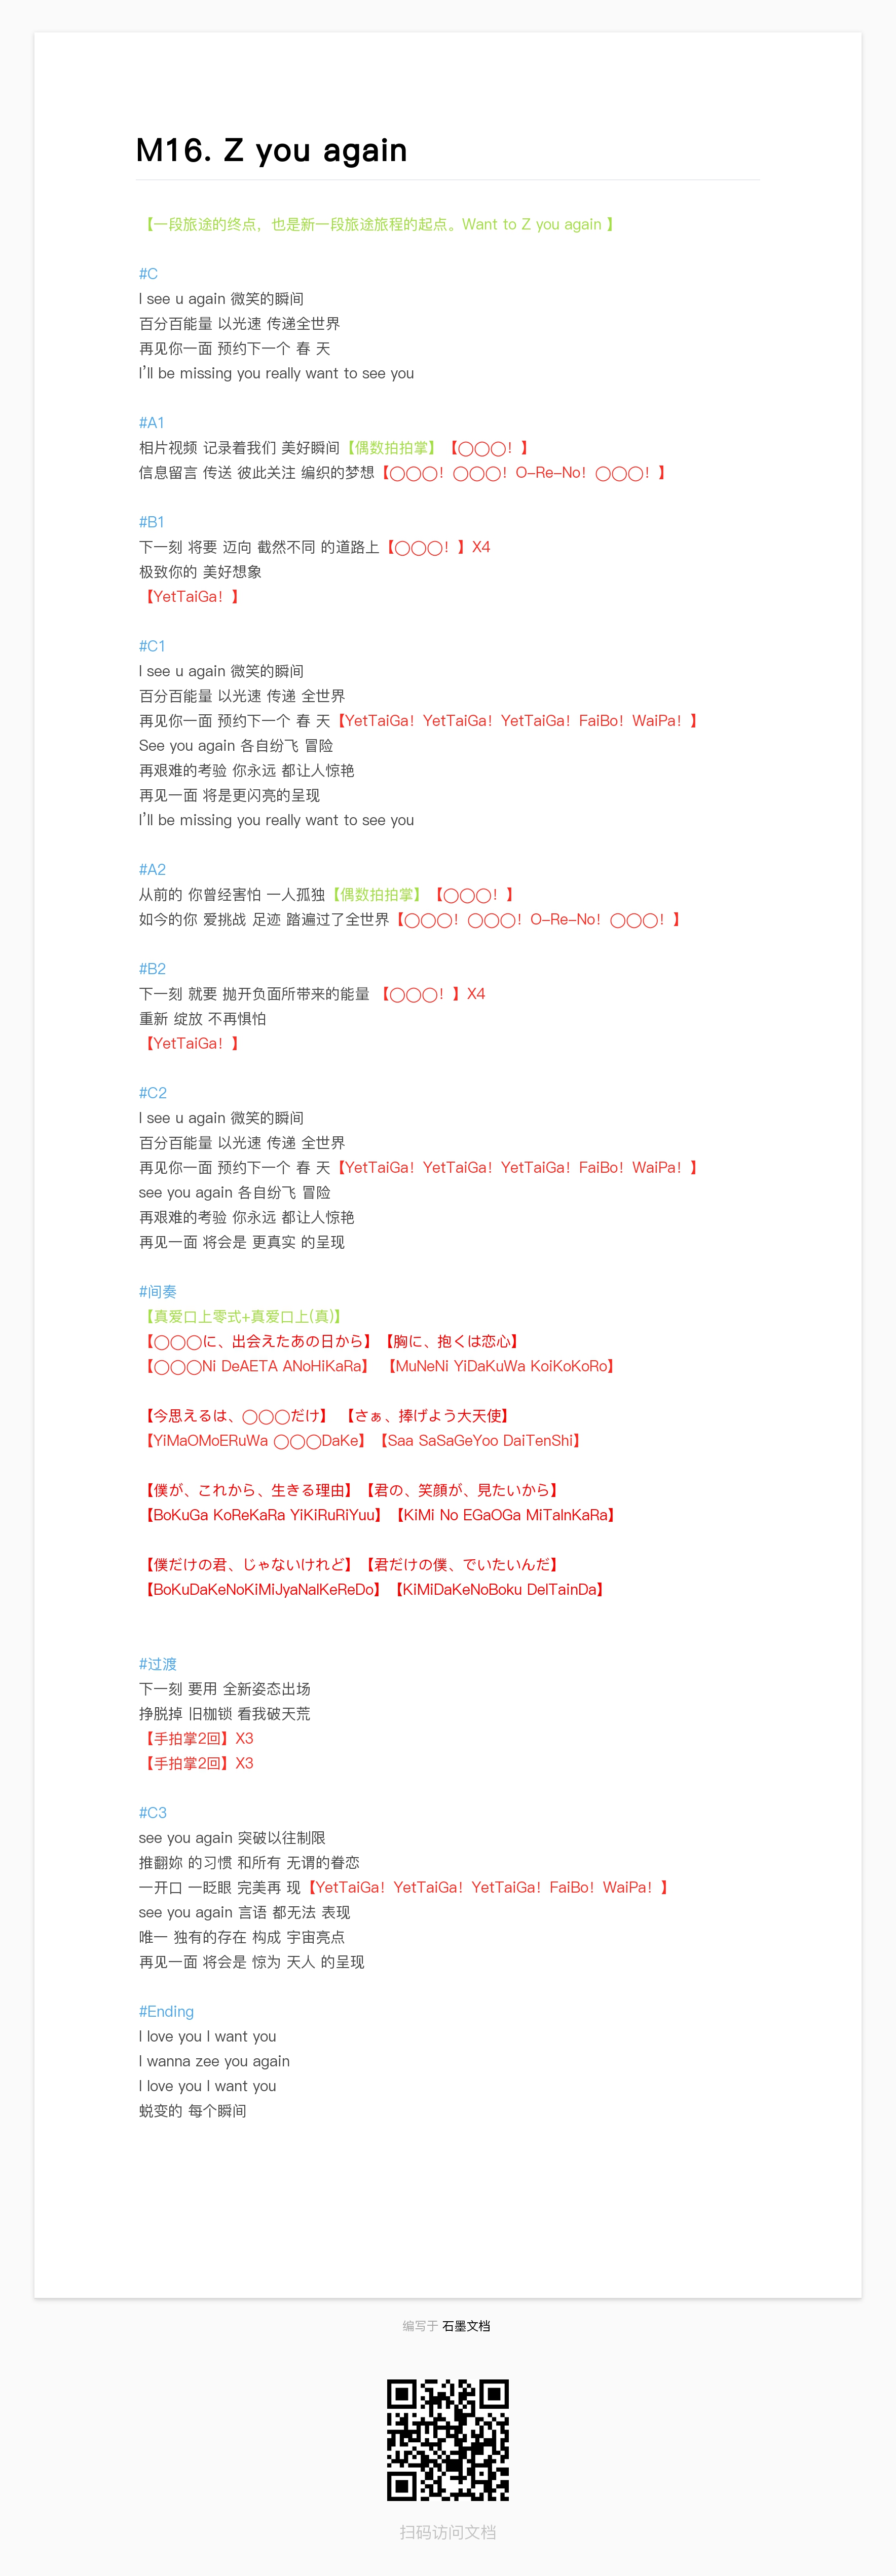 M16. Z you again
【一段旅途的终点，也是新一段旅途旅程的起点。Want to Z you again 】
#C
I see u again 微笑的瞬间
百分百能量 以光速 传递全世界
再见你一面 预约下一个 春 天
I'll be missing you really want to see you
#A1
相片视频 记录着我们 美好瞬间【偶数拍拍掌】【◯◯◯！】
信息留言 传送 彼此关注 编织的梦想【◯◯◯！◯◯◯！O-Re-No！◯◯◯！】
#B1
下一刻 将要 迈向 截然不同 的道路上【◯◯◯！】X4
极致你的 美好想象
【YetTaiGa！】
#C1
I see u again 微笑的瞬间
百分百能量 以光速 传递 全世界
再见你一面 预约下一个 春 天【YetTaiGa！YetTaiGa！YetTaiGa！FaiBo！WaiPa！】
See you again 各自纷飞 冒险
再艰难的考验 你永远 都让人惊艳
再见一面 将是更闪亮的呈现
I'll be missing you really want to see you
#A2
从前的 你曾经害怕 一人孤独【偶数拍拍掌】【◯◯◯！】
如今的你 爱挑战 足迹 踏遍过了全世界【◯◯◯！◯◯◯！O-Re-No！◯◯◯！】
#B2
下一刻 就要 抛开负面所带来的能量 【◯◯◯！】X4
重新 绽放 不再惧怕
【YetTaiGa！】
#C2
I see u again 微笑的瞬间
百分百能量 以光速 传递 全世界
再见你一面 预约下一个 春 天【YetTaiGa！YetTaiGa！YetTaiGa！FaiBo！WaiPa！】
see you again 各自纷飞 冒险
再艰难的考验 你永远 都让人惊艳
再见一面 将会是 更真实 的呈现
#间奏
【真爱口上零式+真爱口上(真)】
【◯◯◯に、出会えたあの日から】【胸に、抱くは恋心】
【◯◯◯Ni DeAETA ANoHiKaRa】 【MuNeNi YiDaKuWa KoiKoKoRo】
【今思えるは、◯◯◯だけ】 【さぁ、捧げよう大天使】
【YiMaOMoERuWa ◯◯◯DaKe】【Saa SaSaGeYoo DaiTenShi】
【僕が、これから、生きる理由】【君の、笑顔が、見たいから】
【BoKuGa KoReKaRa YiKiRuRiYuu】【KiMi No EGaOGa MiTaInKaRa】
【僕だけの君、じゃないけれど】【君だけの僕、でいたいんだ】
【BoKuDaKeNoKiMiJyaNaIKeReDo】【KiMiDaKeNoBoku DeITainDa】
#过渡
下一刻 要用 全新姿态出场
挣脱掉 旧枷锁 看我破天荒
【手拍掌2回】X3
【手拍掌2回】X3
#C3
see you again 突破以往制限
推翻妳 的习惯 和所有 无谓的眷恋
一开口 一眨眼 完美再 现【YetTaiGa！YetTaiGa！YetTaiGa！FaiBo！WaiPa！】
see you again 言语 都无法 表现
唯一 独有的存在 构成 宇宙亮点
再见一面 将会是 惊为 天人 的呈现
#Ending
I love you I want you
I wanna zee you again
I love you I want you
蜕变的 每个瞬间
编写于 石墨文档
扫码访问文档